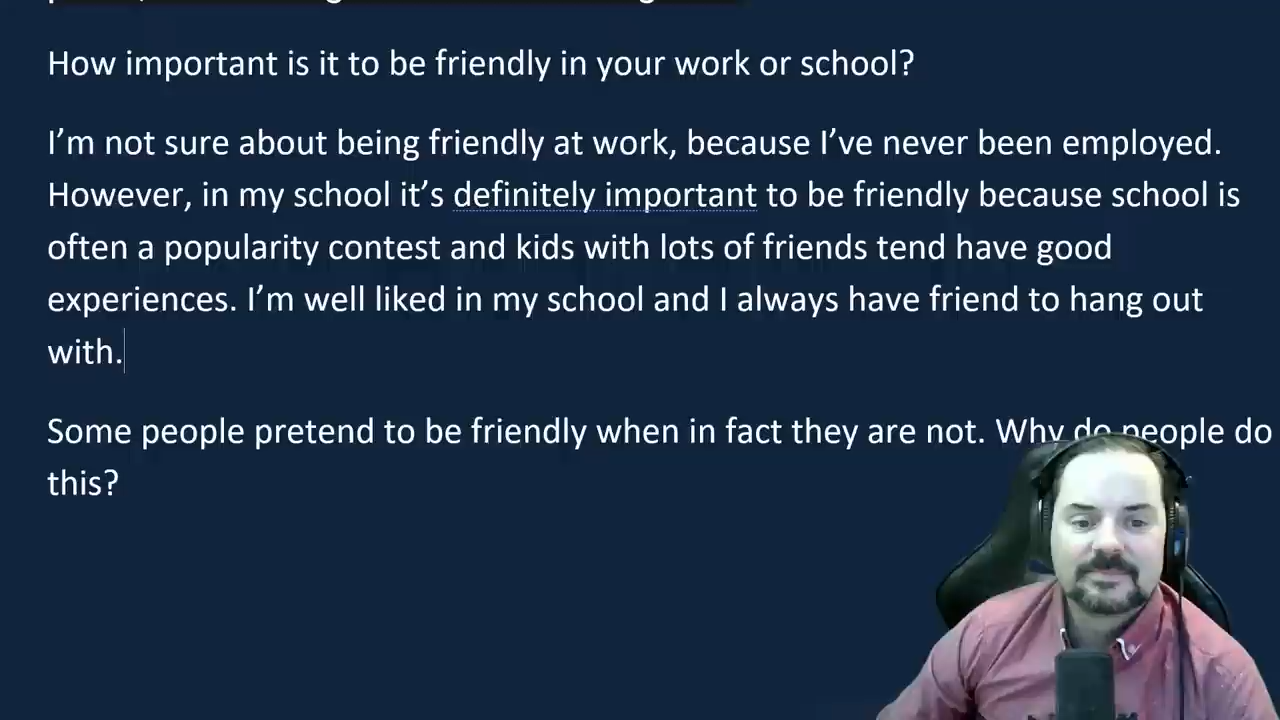 How important is it to be friendly in your work or school?
I’m not sure about being friendly at work, because I’ve never been employed.
However, in my school it’s definitely important to be friendly because school is
often a popularity contest and kids with lots of friends tend have good
experiences. I’m well liked in my school and I always have friend to hang out
with.
Some people pretend to be friendly when in fact they are not. Why do people do
this?